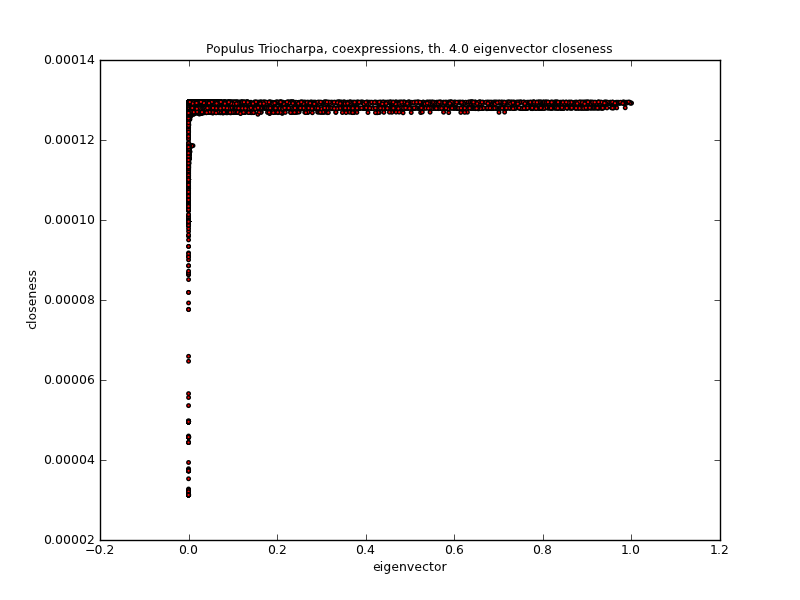 Populus Triocharpa, coexpressions, th. 4.0 eigenvector closeness
0.00014
0.00012
0.00010
0.00008
0.00006
0.00004
0.00002
closeness
−0.2 0.0 0.2 0.4 0.6 0.8 1.0 1.2
eigenvector